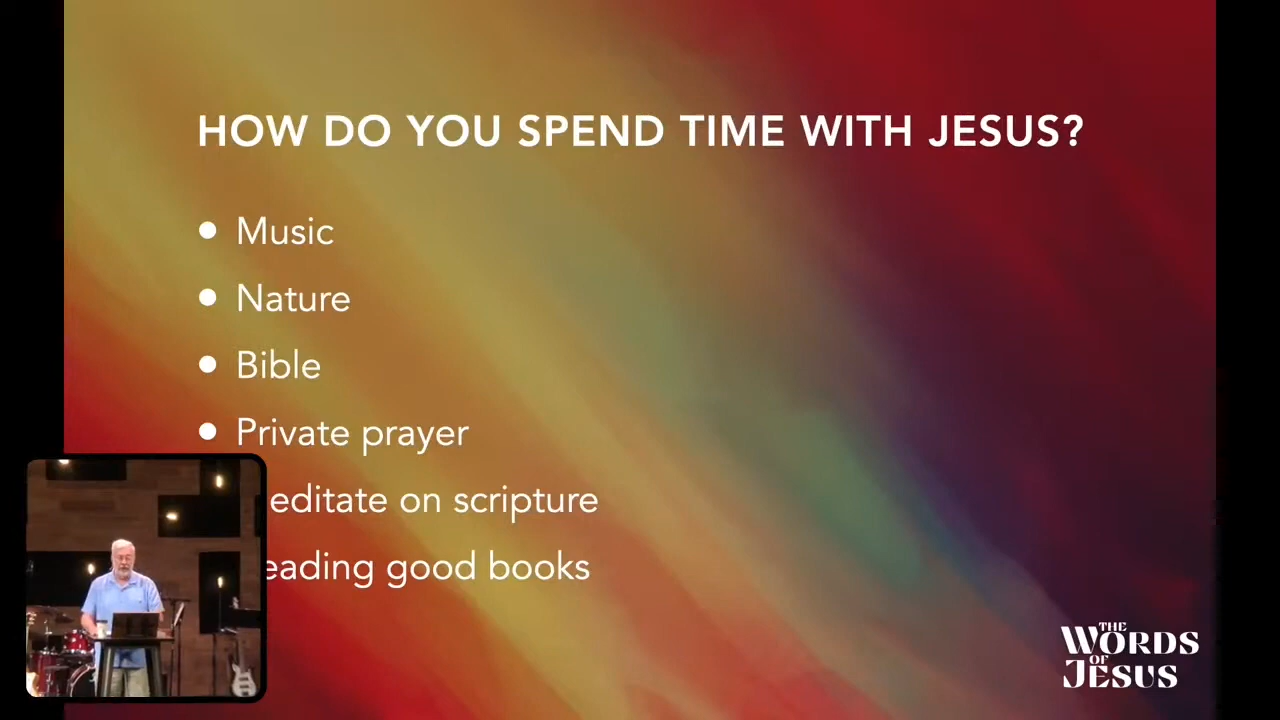 HOW DO YOU SPEND TIME WITH JESUS?
• Music
• Nature
• Bible
• Private prayer
editate on scripture
eading good books
THE
WORDS
OF
JESUS